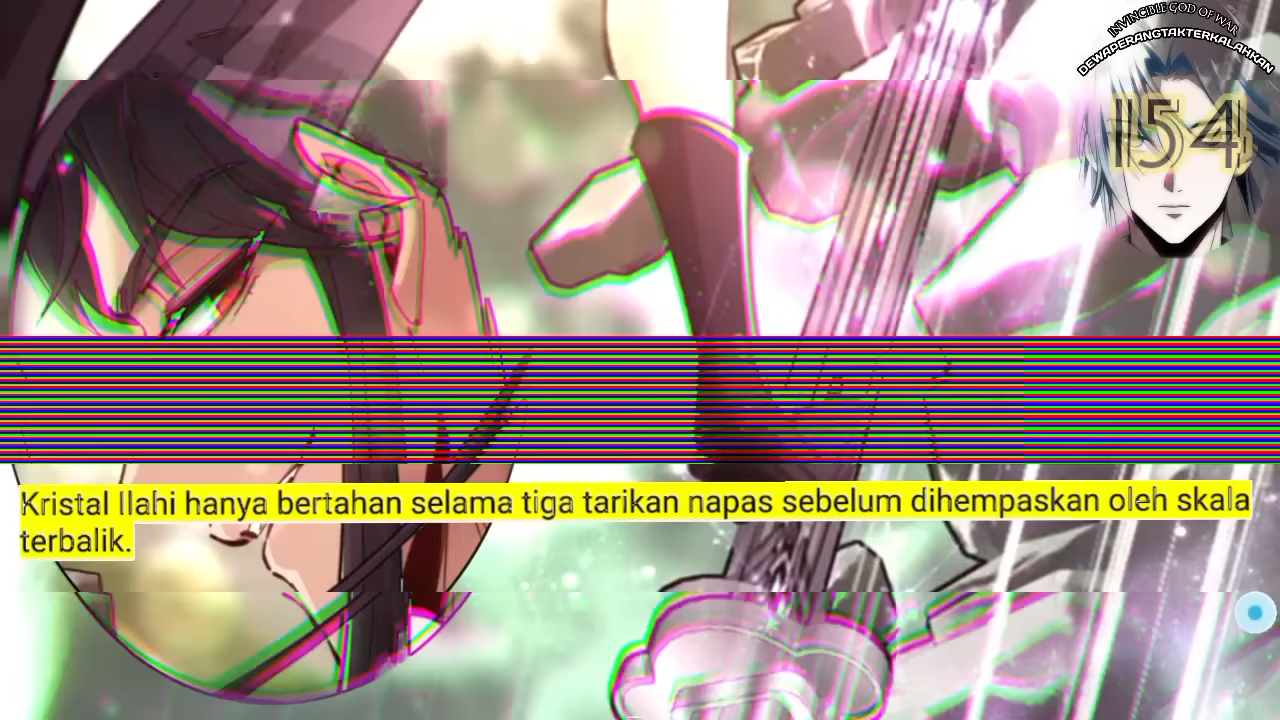 INVINCIBLE GOD OF WAR
DEWAPERANGTAKTERKALAHKAN
154
Kristal Ilahi hanya bertahan selama tiga tarikan napas sebelum dihempaskan oleh skala
terbalik.